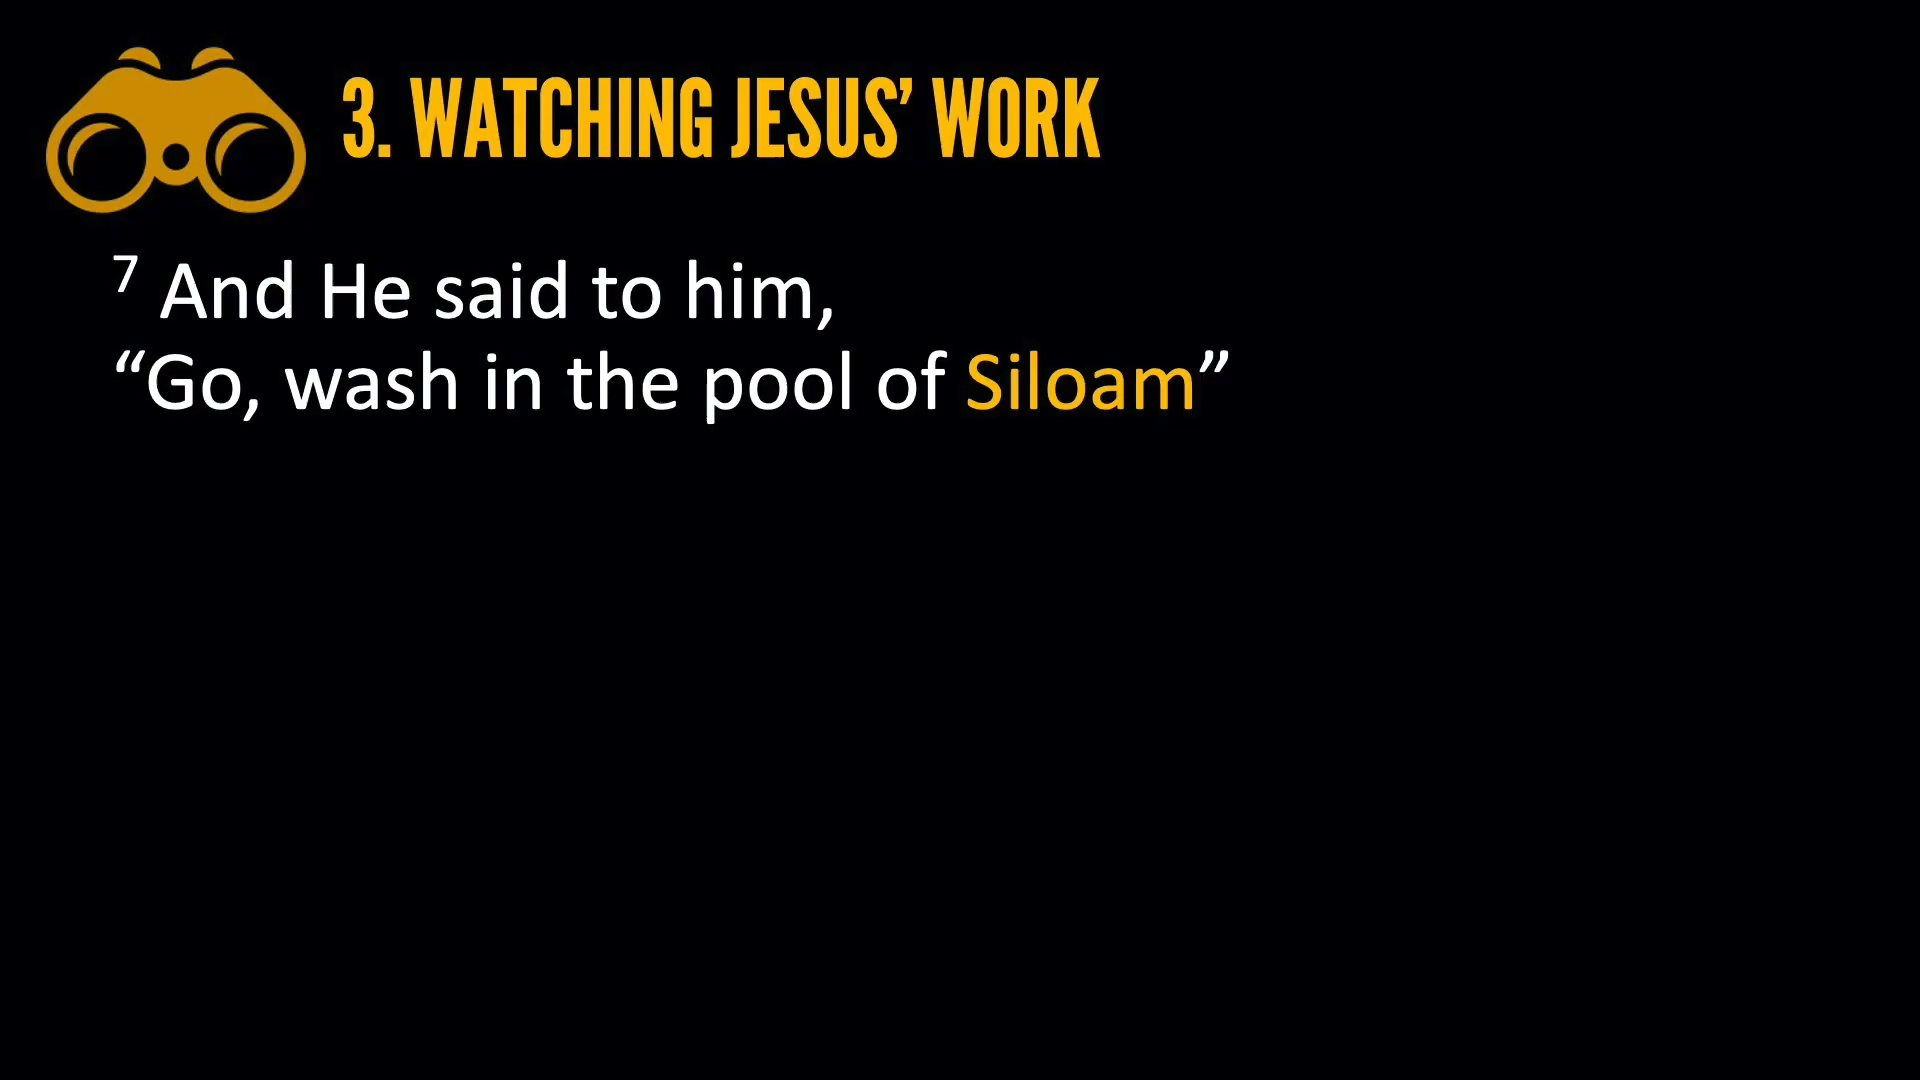 3. WATCHING JESUS’ WORK
7 And He said to him,
“Go, wash in the pool of Siloam”